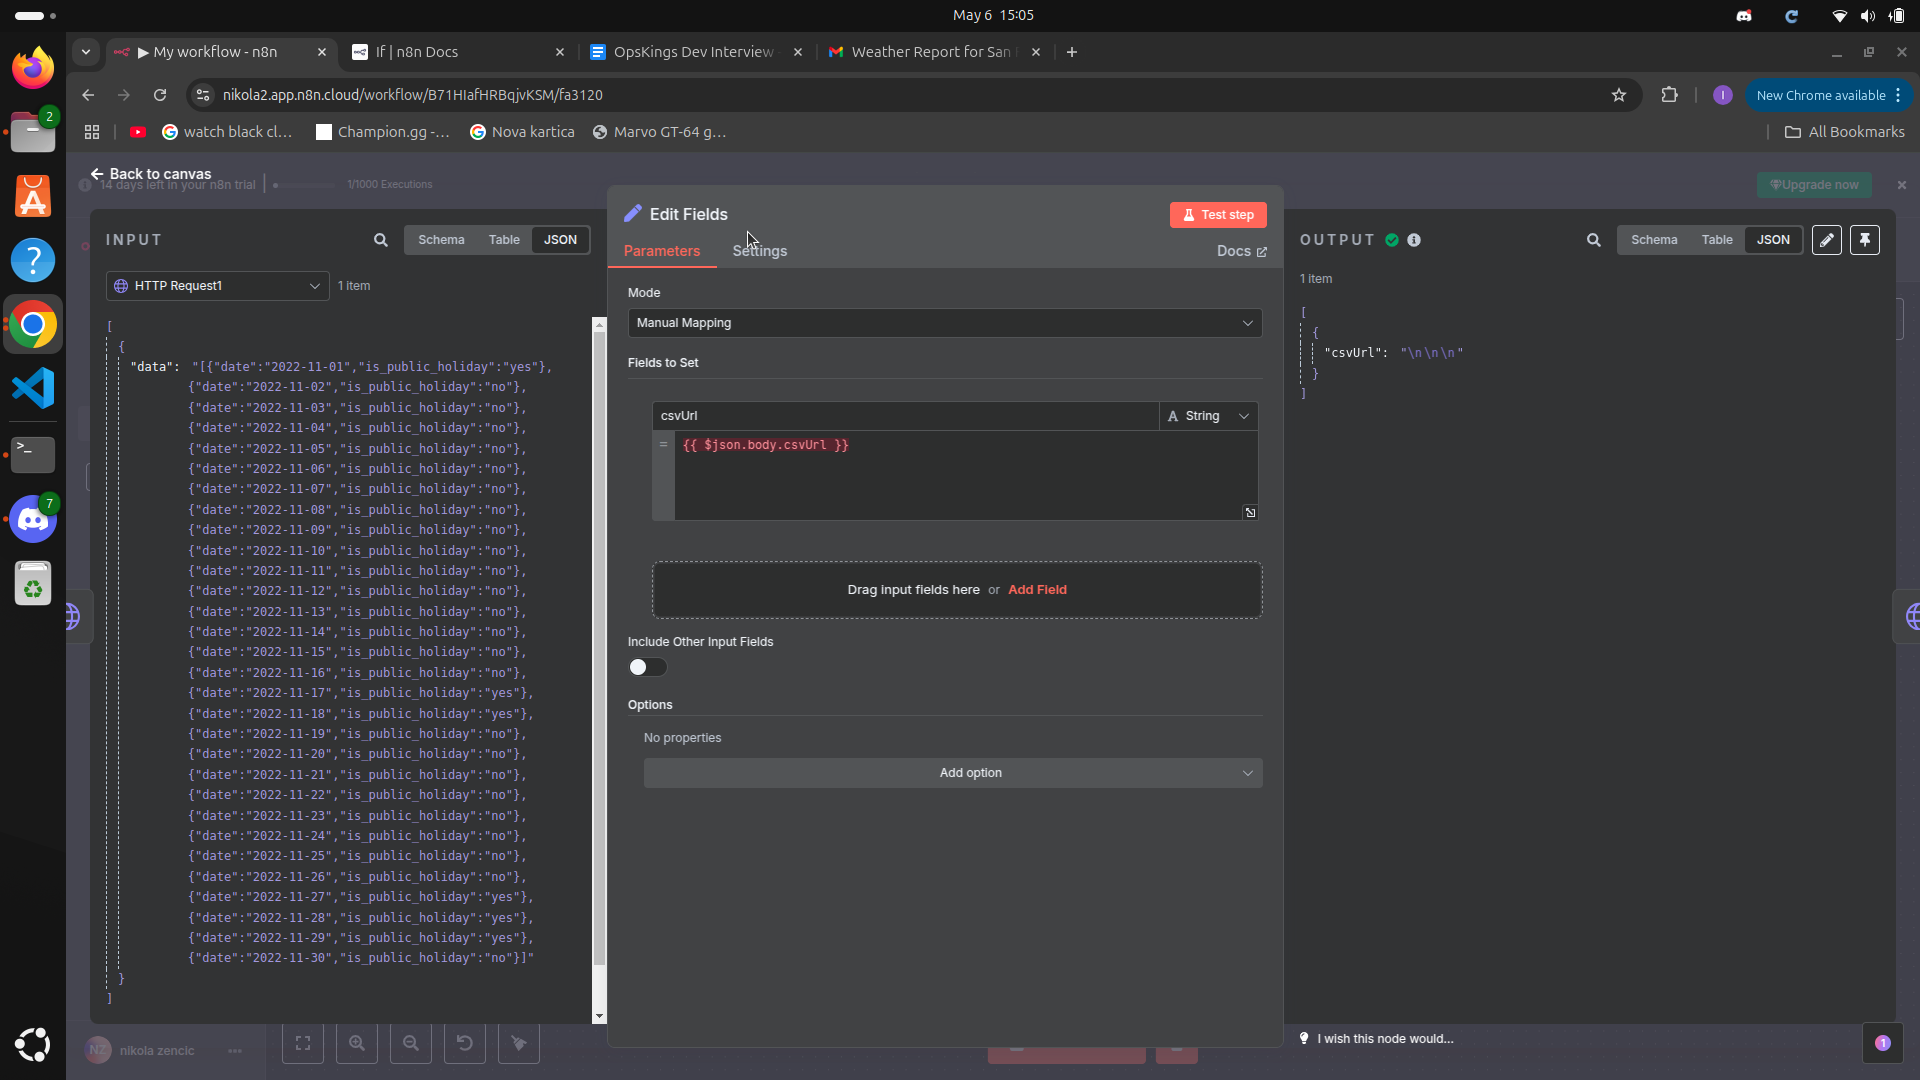 May 6 15:05
My workflow - n8n
If | n8n Docs
OpsKings Dev Interview
Weather Report for San
nikola2.app.n8n.cloud/workflow/B71HIafHRBqjvKSM/fa3120
New Chrome available
watch black cl...
Champion.gg -...
Nova kartica
Marvo GT-64 g...
All Bookmarks
2
7
Back to canvas
14 days left in your n8n trial
1/1000 Executions
Upgrade now
INPUT
Schema
Table
JSON
HTTP Request1
1 item
[
{
"data": "[{"date":"2022-11-01","is_public_holiday":"yes"},
{"date":"2022-11-02","is_public_holiday":"no"},
{"date":"2022-11-03","is_public_holiday":"no"},
{"date":"2022-11-04","is_public_holiday":"no"},
{"date":"2022-11-05","is_public_holiday":"no"},
{"date":"2022-11-06","is_public_holiday":"no"},
{"date":"2022-11-07","is_public_holiday":"no"},
{"date":"2022-11-08","is_public_holiday":"no"},
{"date":"2022-11-09","is_public_holiday":"no"},
{"date":"2022-11-10","is_public_holiday":"no"},
{"date":"2022-11-11","is_public_holiday":"no"},
{"date":"2022-11-12","is_public_holiday":"no"},
{"date":"2022-11-13","is_public_holiday":"no"},
{"date":"2022-11-14","is_public_holiday":"no"},
{"date":"2022-11-15","is_public_holiday":"no"},
{"date":"2022-11-16","is_public_holiday":"no"},
{"date":"2022-11-17","is_public_holiday":"yes"},
{"date":"2022-11-18","is_public_holiday":"yes"},
{"date":"2022-11-19","is_public_holiday":"no"},
{"date":"2022-11-20","is_public_holiday":"no"},
{"date":"2022-11-21","is_public_holiday":"no"},
{"date":"2022-11-22","is_public_holiday":"no"},
{"date":"2022-11-23","is_public_holiday":"no"},
{"date":"2022-11-24","is_public_holiday":"no"},
{"date":"2022-11-25","is_public_holiday":"no"},
{"date":"2022-11-26","is_public_holiday":"no"},
{"date":"2022-11-27","is_public_holiday":"yes"},
{"date":"2022-11-28","is_public_holiday":"yes"},
{"date":"2022-11-29","is_public_holiday":"yes"},
{"date":"2022-11-30","is_public_holiday":"no"}]"
}
]
Edit Fields
Test step
Parameters
Settings
Docs
Mode
Manual Mapping
Fields to Set
csvUrl
A String
= {{ $json.body.csvUrl }}
Drag input fields here or Add Field
Include Other Input Fields
Options
No properties
Add option
OUTPUT
Schema
Table
JSON
1 item
[
{
"csvUrl": "\n\n\n"
}
]
NZ
nikola zencic
I wish this node would...
1